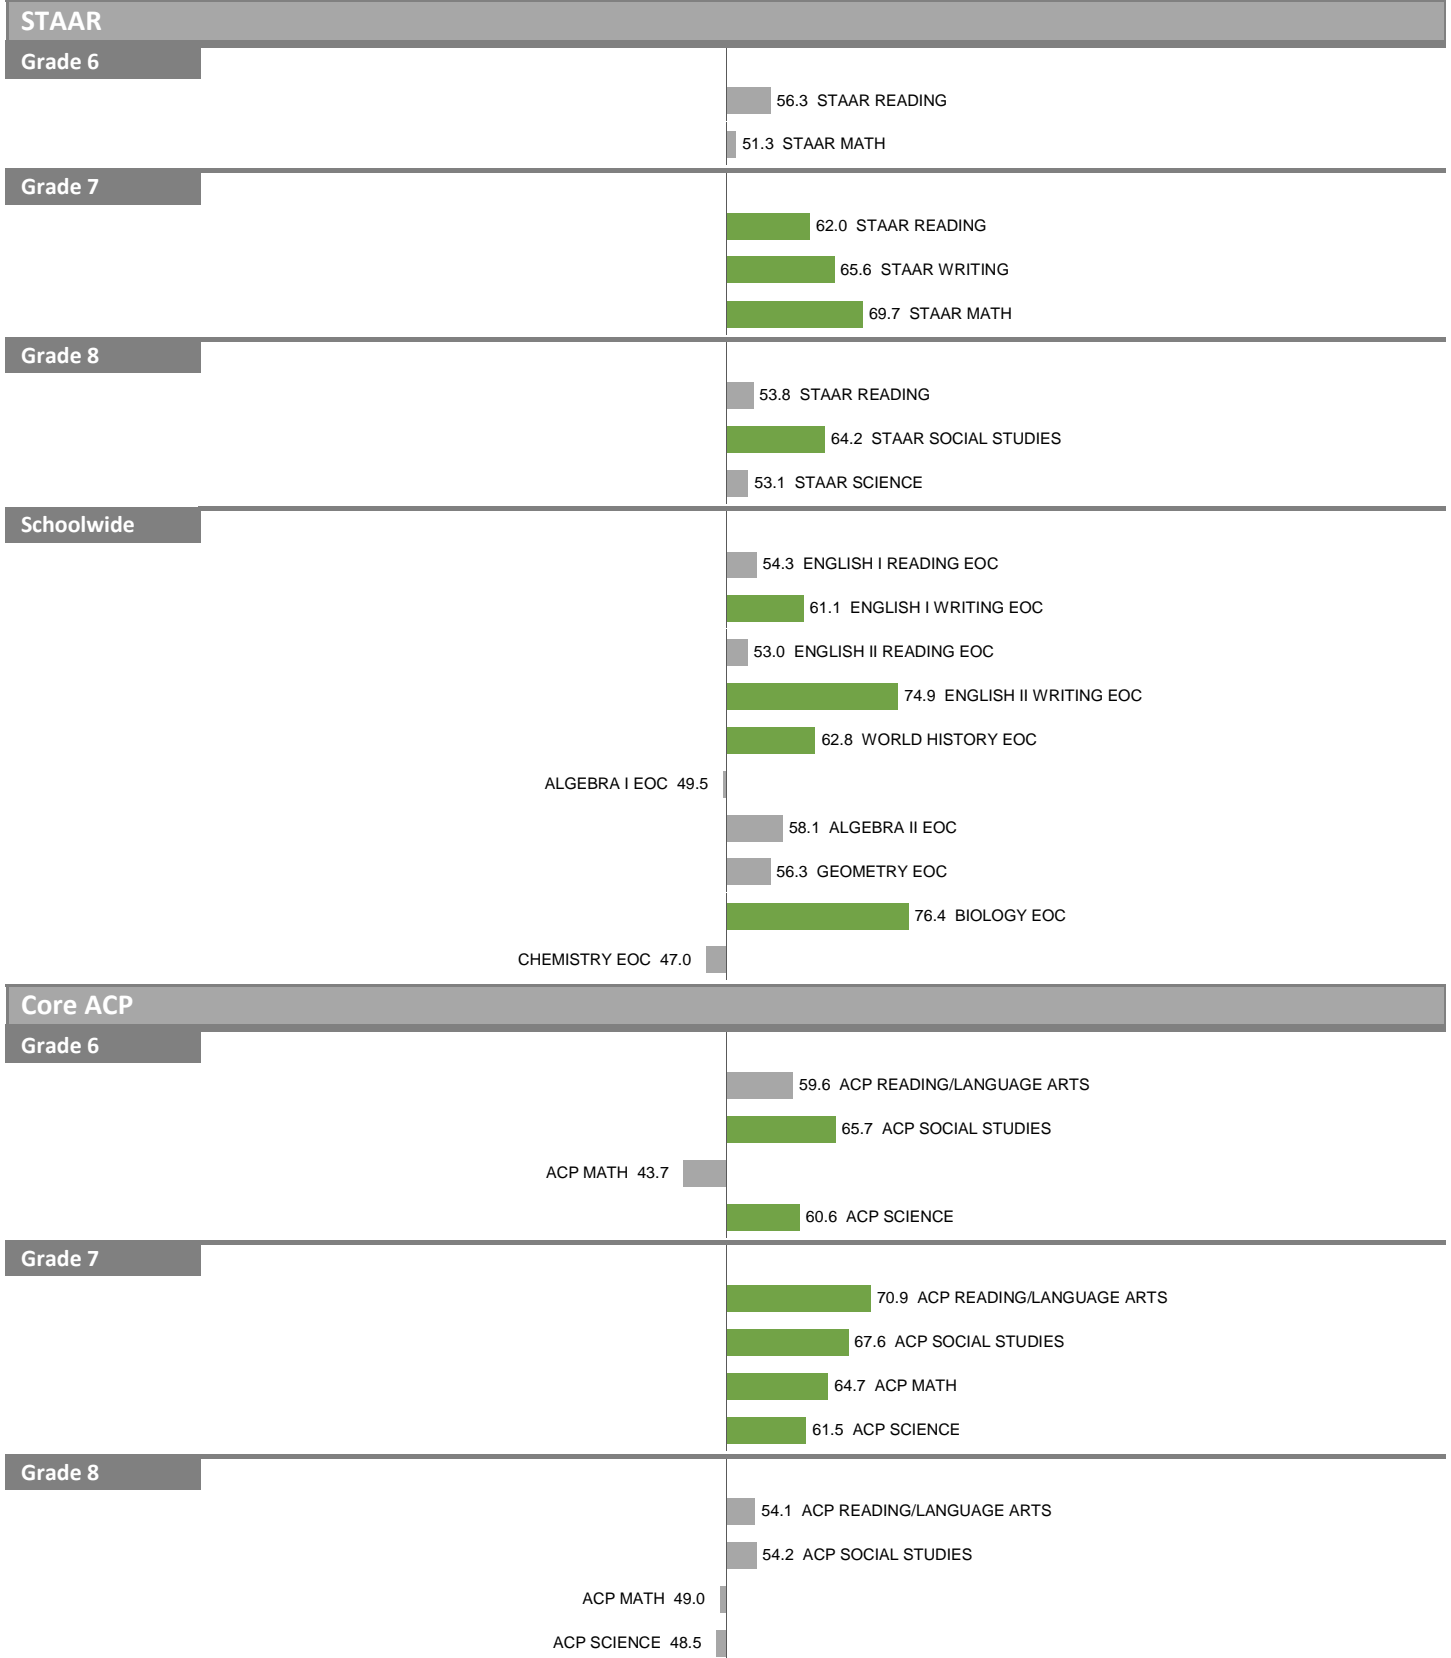 STAAR
Grade 6
56.3 STAAR READING
51.3 STAAR MATH
Grade 7
62.0 STAAR READING
65.6 STAAR WRITING
69.7 STAAR MATH
Grade 8
53.8 STAAR READING
64.2 STAAR SOCIAL STUDIES
53.1 STAAR SCIENCE
Schoolwide
54.3 ENGLISH I READING EOC
61.1 ENGLISH I WRITING EOC
53.0 ENGLISH II READING EOC
74.9 ENGLISH II WRITING EOC
62.8 WORLD HISTORY EOC
ALGEBRA I EOC 49.5
58.1 ALGEBRA II EOC
56.3 GEOMETRY EOC
76.4 BIOLOGY EOC
CHEMISTRY EOC 47.0
Core ACP
Grade 6
59.6 ACP READING/LANGUAGE ARTS
65.7 ACP SOCIAL STUDIES
ACP MATH 43.7
60.6 ACP SCIENCE
Grade 7
70.9 ACP READING/LANGUAGE ARTS
67.6 ACP SOCIAL STUDIES
64.7 ACP MATH
61.5 ACP SCIENCE
Grade 8
54.1 ACP READING/LANGUAGE ARTS
54.2 ACP SOCIAL STUDIES
ACP MATH 49.0
ACP SCIENCE 48.5